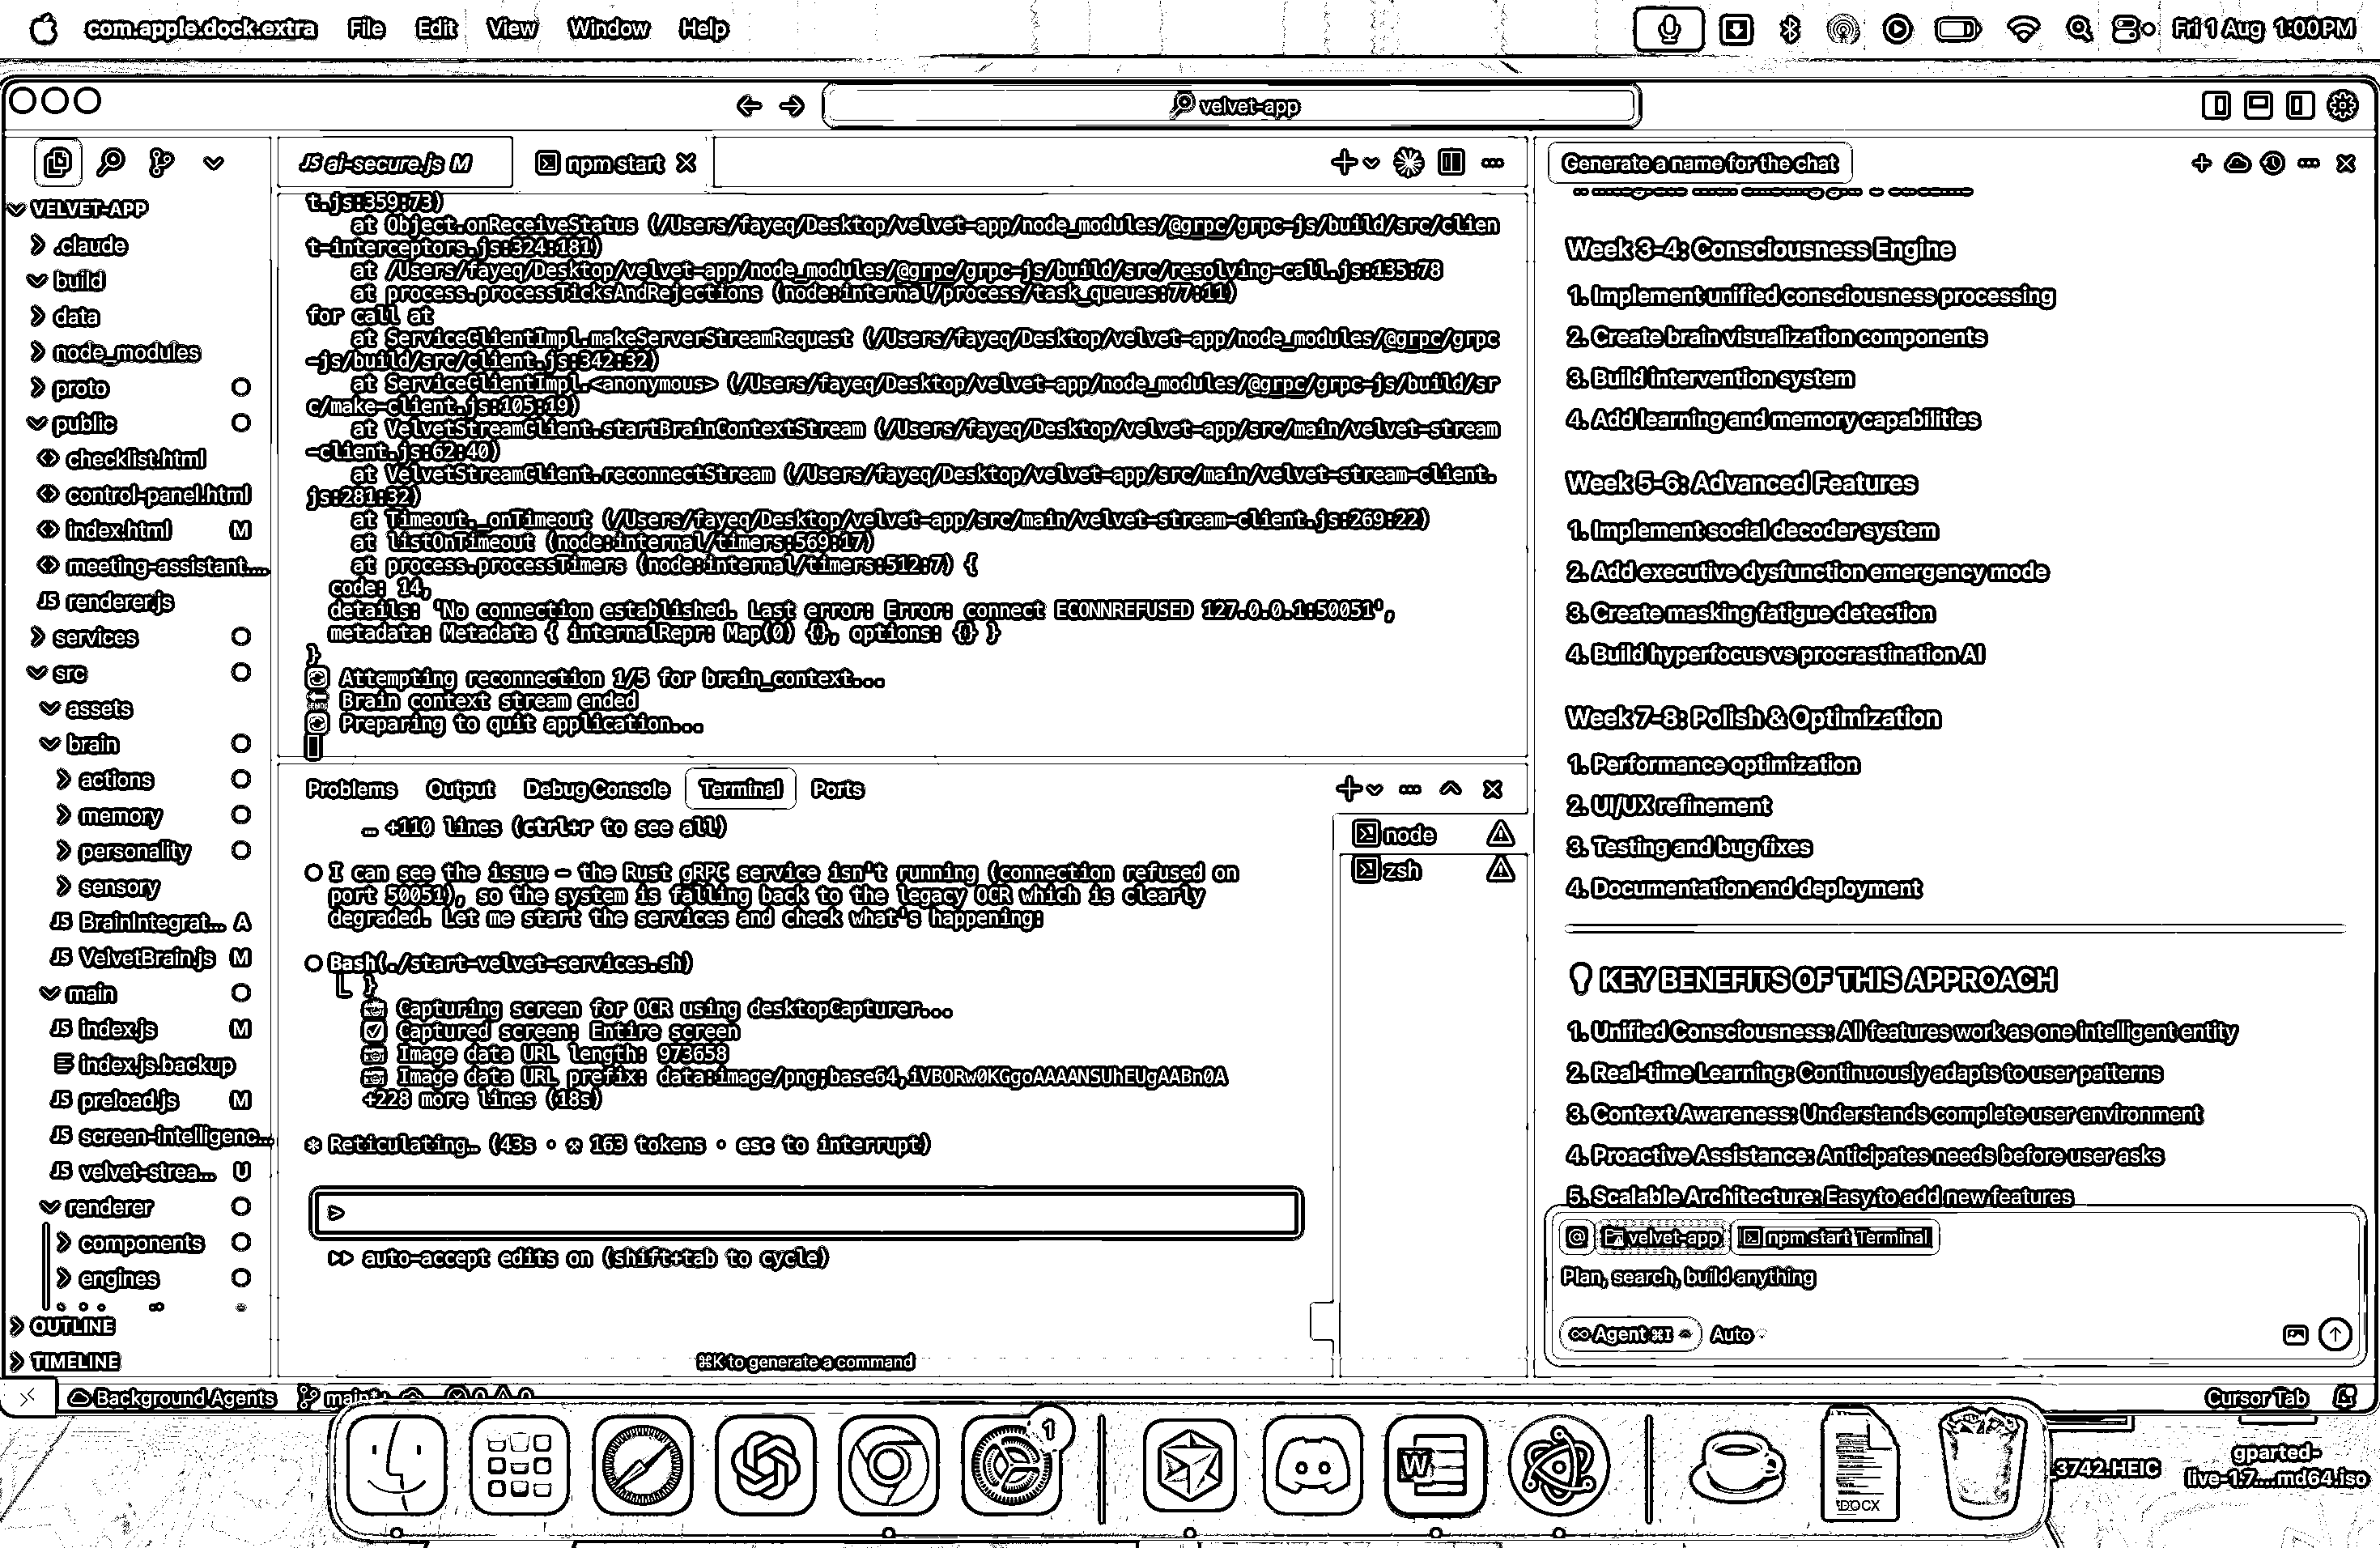 com.apple.dock.extra File Edit View Window Help
Fri 1 Aug 1:00PM
velvet-app
VELVET-APP
.claude
build
data
node_modules
proto
public
checklist.html
control-panel.html
index.html M
meeting-assistant....
JS renderer.js
services
src
assets
brain
actions
memory
personality
sensory
JS BrainIntegrat... A
JS VelvetBrain.js M
main
JS index.js M
index.js.backup
JS preload.js M
JS screen-intelligenc...
JS velvet-strea... U
renderer
components
engines
OUTLINE
TIMELINE
JS ai-secure.js M
npm start
t.js:359:73)
at Object.onReceiveStatus (/Users/fayeq/Desktop/velvet-app/node_modules/@grpc/grpc-js/build/src/clien
t-interceptors.js:324:181)
at /Users/fayeq/Desktop/velvet-app/node_modules/@grpc/grpc-js/build/src/resolving-call.js:135:78
at process.processTicksAndRejections (node:internal/process/task_queues:77:11)
for call at
at ServiceClientImpl.makeServerStreamRequest (/Users/fayeq/Desktop/velvet-app/node_modules/@grpc/grpc
-js/build/src/client.js:342:32)
at ServiceClientImpl.<anonymous> (/Users/fayeq/Desktop/velvet-app/node_modules/@grpc/grpc-js/build/sr
c/make-client.js:105:19)
at VelvetStreamClient.startBrainContextStream (/Users/fayeq/Desktop/velvet-app/src/main/velvet-stream
-client.js:62:40)
at VelvetStreamClient.reconnectStream (/Users/fayeq/Desktop/velvet-app/src/main/velvet-stream-client.
js:281:32)
at Timeout._onTimeout (/Users/fayeq/Desktop/velvet-app/src/main/velvet-stream-client.js:269:22)
at listOnTimeout (node:internal/timers:569:17)
at process.processTimers (node:internal/timers:512:7) {
code: 14,
details: 'No connection established. Last error: Error: connect ECONNREFUSED 127.0.0.1:50051',
metadata: Metadata { internalRepr: Map(0) {}, options: {} }
}
Attempting reconnection 1/5 for brain_context...
Brain context stream ended
Preparing to quit application...
Problems Output Debug Console Terminal Ports
… +110 lines (ctrl+r to see all)
I can see the issue - the Rust gRPC service isn't running (connection refused on
port 50051), so the system is falling back to the legacy OCR which is clearly
degraded. Let me start the services and check what's happening:
Bash(./start-velvet-services.sh)
}
Capturing screen for OCR using desktopCapturer...
Captured screen: Entire screen
Image data URL length: 973658
Image data URL prefix: data:image/png;base64,iVBORw0KGgoAAAANSUhEUgAABn0A
+228 more lines (18s)
Reticulating… (43s • 163 tokens • esc to interrupt)
>
auto-accept edits on (shift+tab to cycle)
⌘K to generate a command
node
zsh
Generate a name for the chat
Week 3-4: Consciousness Engine
1. Implement unified consciousness processing
2. Create brain visualization components
3. Build intervention system
4. Add learning and memory capabilities
Week 5-6: Advanced Features
1. Implement social decoder system
2. Add executive dysfunction emergency mode
3. Create masking fatigue detection
4. Build hyperfocus vs procrastination AI
Week 7-8: Polish & Optimization
1. Performance optimization
2. UI/UX refinement
3. Testing and bug fixes
4. Documentation and deployment
KEY BENEFITS OF THIS APPROACH
1. Unified Consciousness: All features work as one intelligent entity
2. Real-time Learning: Continuously adapts to user patterns
3. Context Awareness: Understands complete user environment
4. Proactive Assistance: Anticipates needs before user asks
5. Scalable Architecture: Easy to add new features
@ velvet-app npm start Terminal
Plan, search, build anything
Agent ⌘I Auto
Background Agents main* 0 0
Cursor Tab
1
W
DOCX
3742.HEIC
gparted-
live-1.7....md64.iso